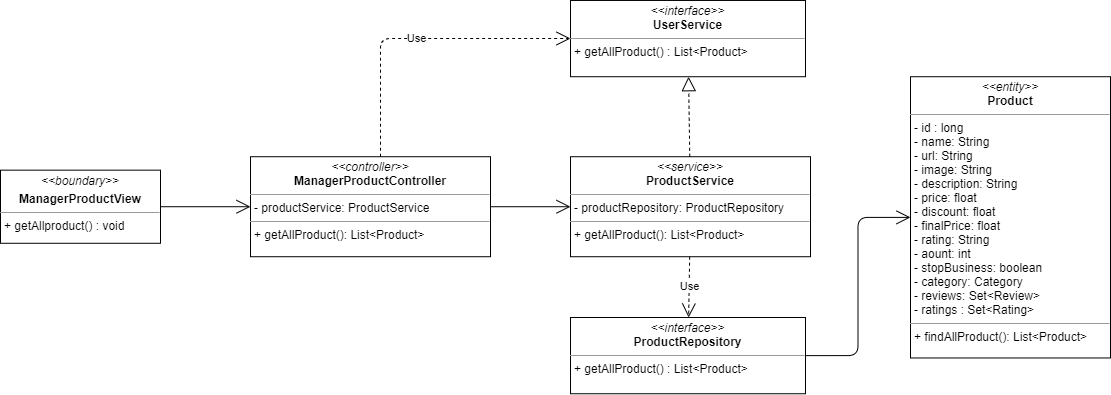 <<interface>>
UserService
+ getAllProduct() : List<Product>
Use
<<boundary>>
ManagerProductView
+ getAllproduct() : void
<<controller>>
ManagerProductController
- productService: ProductService
+ getAllProduct(): List<Product>
<<service>>
ProductService
- productRepository: ProductRepository
+ getAllProduct(): List<Product>
Use
<<interface>>
ProductRepository
+ getAllProduct() : List<Product>
<<entity>>
Product
- id : long
- name: String
- url: String
- image: String
- description: String
- price: float
- discount: float
- finalPrice: float
- rating: String
- aount: int
- stopBusiness: boolean
- category: Category
- reviews: Set<Review>
- ratings : Set<Rating>
+ findAllProduct(): List<Product>